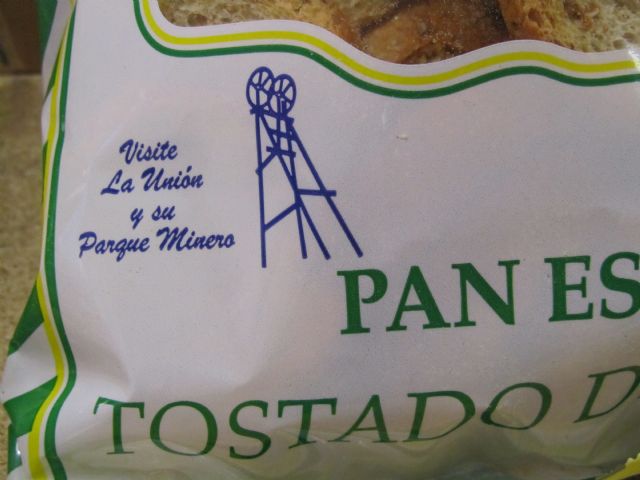 Visite
La Unión
y su
Parque Minero
PAN ES
TOSTADO D